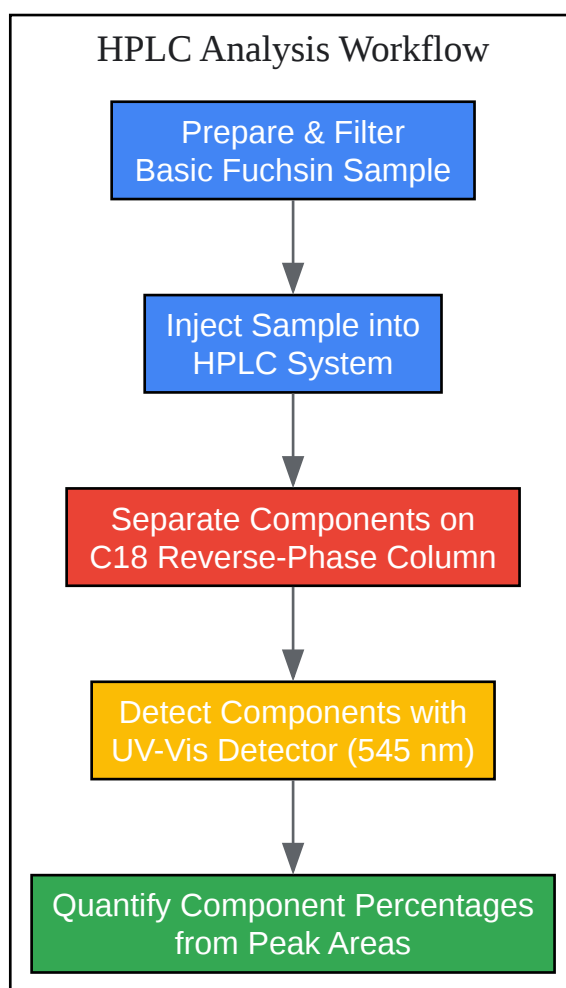 HPLC Analysis Workflow
Prepare & Filter
Basic Fuchsin Sample
Inject Sample into
HPLC System
Separate Components on
C18 Reverse-Phase Column
Detect Components with
UV-Vis Detector (545 nm)
Quantify Component Percentages
from Peak Areas